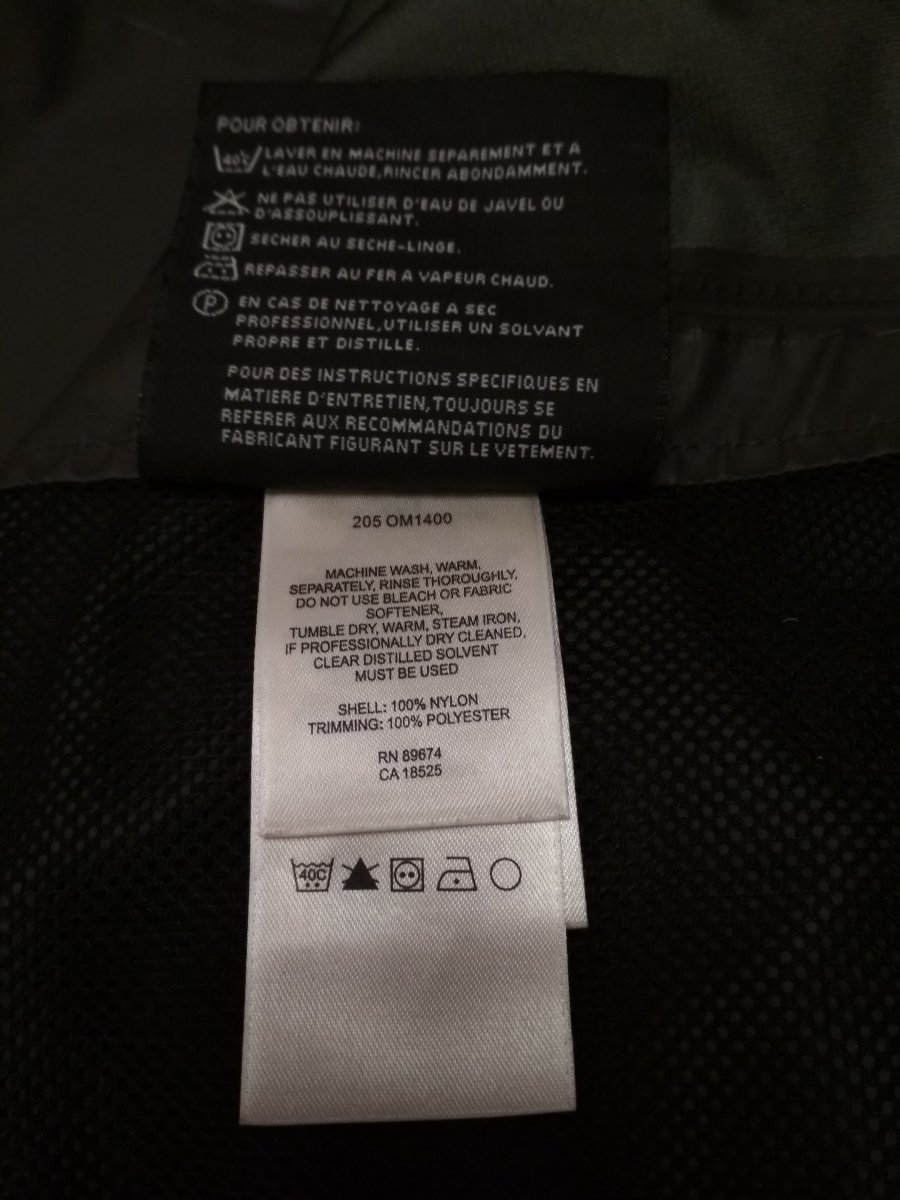 POUR OBTENIR:
40°C LAVER EN MACHINE SEPAREMENT ET A
L'EAU CHAUDE,RINCER ABONDAMMENT.
NE PAS UTILISER D'EAU DE JAVEL OU
D'ASSOUPLISSANT.
SECHER AU SECHE-LINGE.
REPASSER AU FER A VAPEUR CHAUD.
P EN CAS DE NETTOYAGE A SEC
PROFESSIONNEL,UTILISER UN SOLVANT
PROPRE ET DISTILLE.
POUR DES INSTRUCTIONS SPECIFIQUES EN
MATIERE D'ENTRETIEN,TOUJOURS SE
REFERER AUX RECOMMANDATIONS DU
FABRICANT FIGURANT SUR LE VETEMENT.
205 OM1400
MACHINE WASH, WARM,
SEPARATELY, RINSE THOROUGHLY,
DO NOT USE BLEACH OR FABRIC
SOFTENER,
TUMBLE DRY, WARM, STEAM IRON,
IF PROFESSIONALLY DRY CLEANED,
CLEAR DISTILLED SOLVENT
MUST BE USED
SHELL: 100% NYLON
TRIMMING: 100% POLYESTER
RN 89674
CA 18525
40C